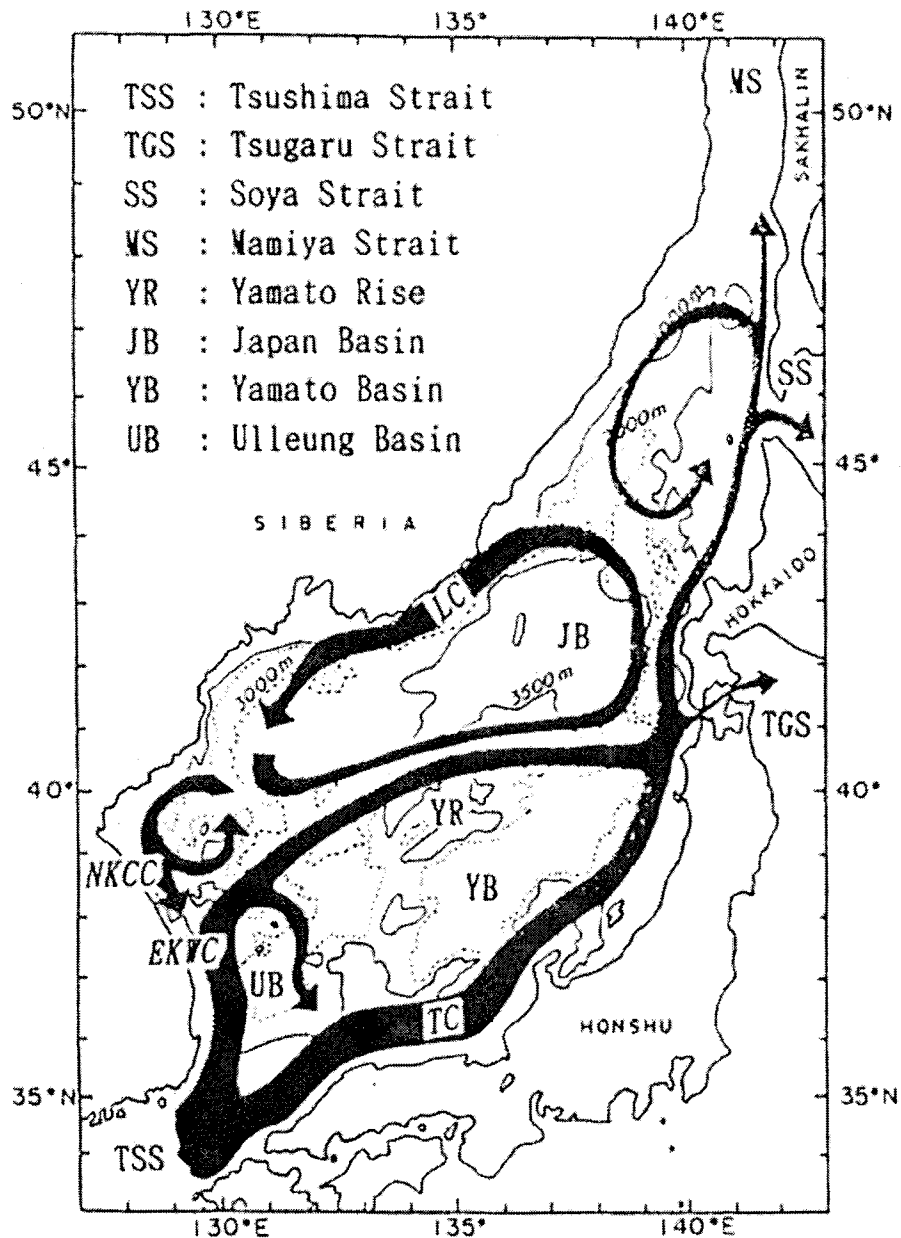 130°E 135° 140°E
TSS : Tsushima Strait
TGS : Tsugaru Strait
SS : Soya Strait
MS : Mamiya Strait
YR : Yamato Rise
JB : Japan Basin
YB : Yamato Basin
UB : Ulleung Basin
MS
SAKHALIN
50°N 50°N
SS
45° 45°
SIBERIA
HOKKAIDO
LC
JB
3000m
3500m
TGS
40° 40°
YR
NKCC
YB
EKWC
UB
TC
HONSHU
35°N 35°N
TSS
130°E 135° 140°E